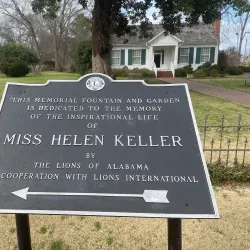 THIS MEMORIAL FOUNTAIN AND GARDEN
IS DEDICATED TO THE MEMORY
OF THE INSPIRATIONAL LIFE
OF
MISS HELEN KELLER
BY
THE LIONS OF ALABAMA
COOPERATION WITH LIONS INTERNATIONAL